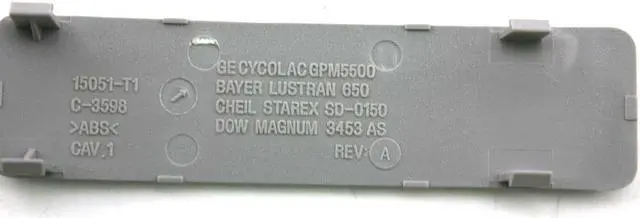 15051-T1
C-3598
>ABS<
CAV.1
GE CYCOLAC GPM5500
BAYER LUSTRAN 650
CHEIL STAREX SD-0150
DOW MAGNUM 3453 AS
REV: A